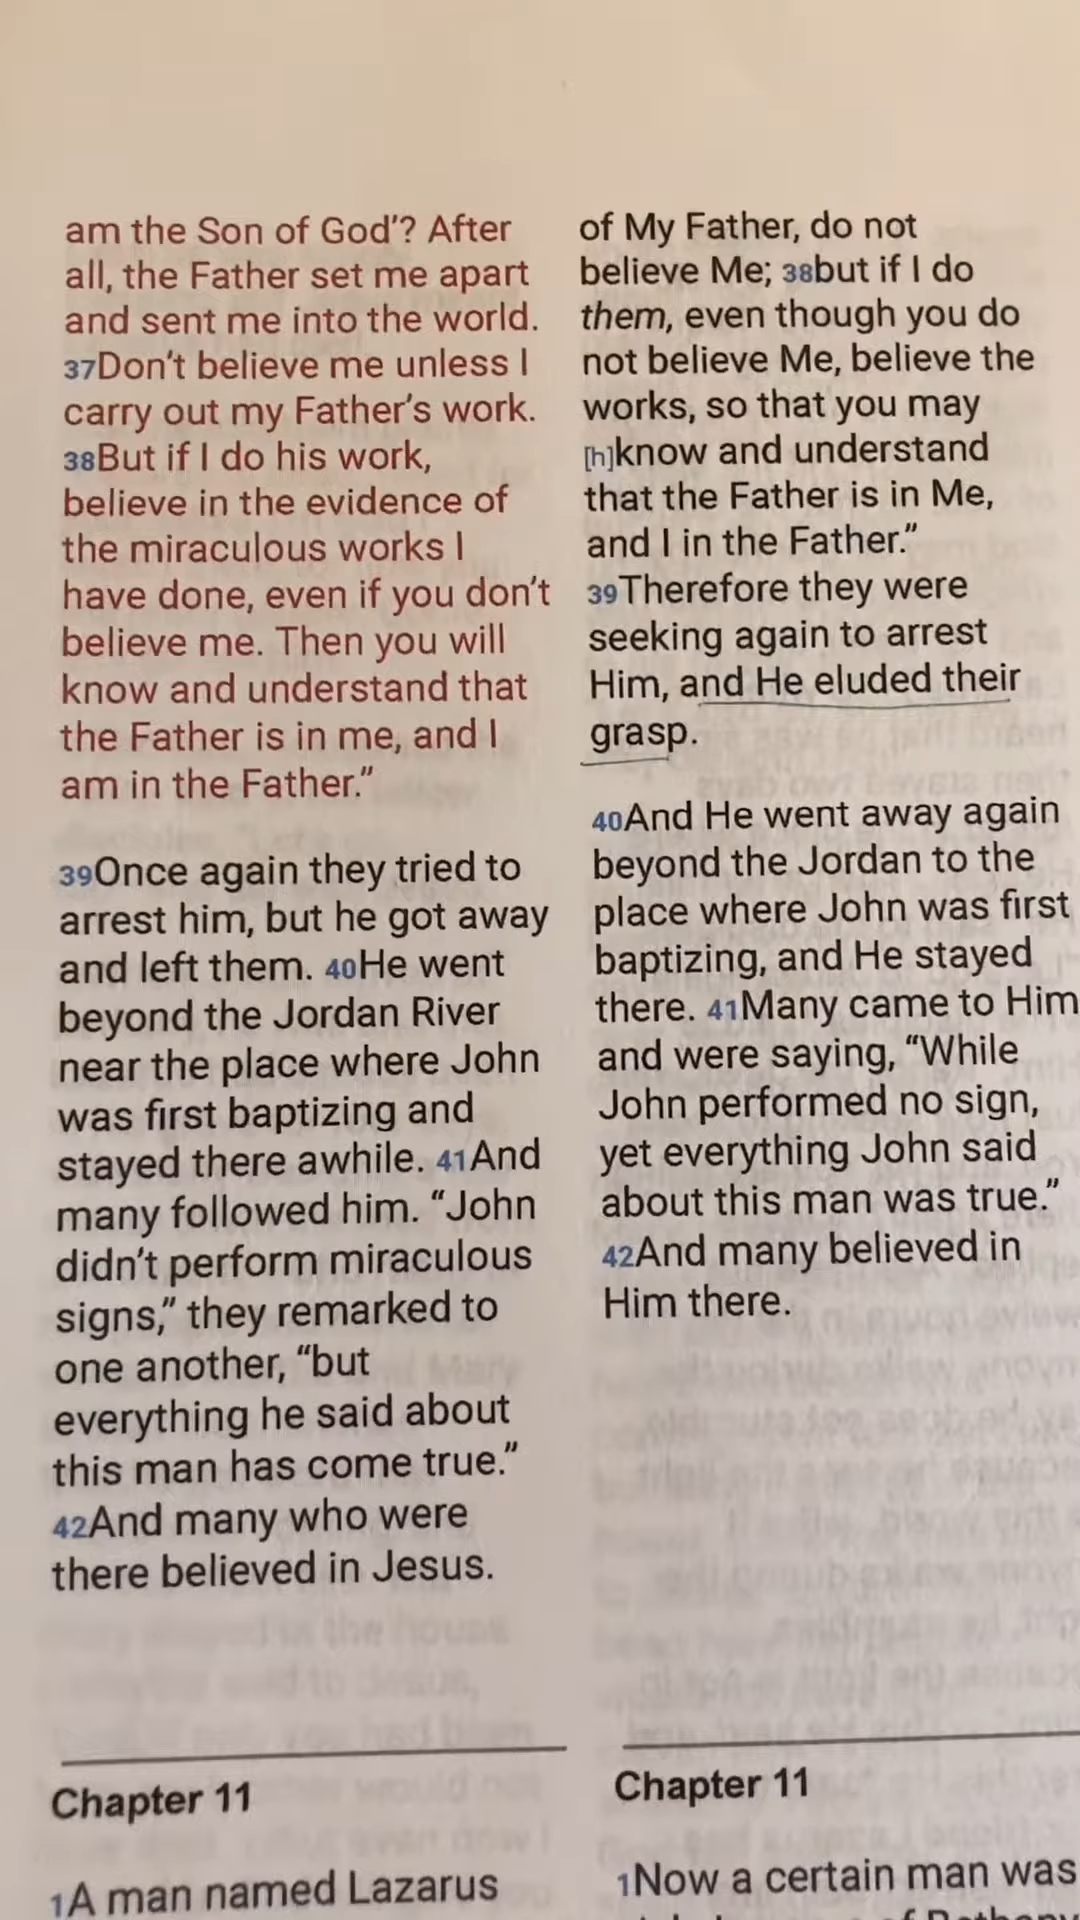 am the Son of God'? After
all, the Father set me apart
and sent me into the world.
37Don't believe me unless I
carry out my Father's work.
38But if I do his work,
believe in the evidence of
the miraculous works I
have done, even if you don't
believe me. Then you will
know and understand that
the Father is in me, and I
am in the Father."
39Once again they tried to
arrest him, but he got away
and left them. 40He went
beyond the Jordan River
near the place where John
was first baptizing and
stayed there awhile. 41And
many followed him. "John
didn't perform miraculous
signs," they remarked to
one another, "but
everything he said about
this man has come true."
42And many who were
there believed in Jesus.
Chapter 11
1A man named Lazarus
of My Father, do not
believe Me; 38but if I do
them, even though you do
not believe Me, believe the
works, so that you may
[h]know and understand
that the Father is in Me,
and I in the Father."
39Therefore they were
seeking again to arrest
Him, and He eluded their
grasp.
40And He went away again
beyond the Jordan to the
place where John was first
baptizing, and He stayed
there. 41Many came to Him
and were saying, "While
John performed no sign,
yet everything John said
about this man was true."
42And many believed in
Him there.
Chapter 11
1Now a certain man was